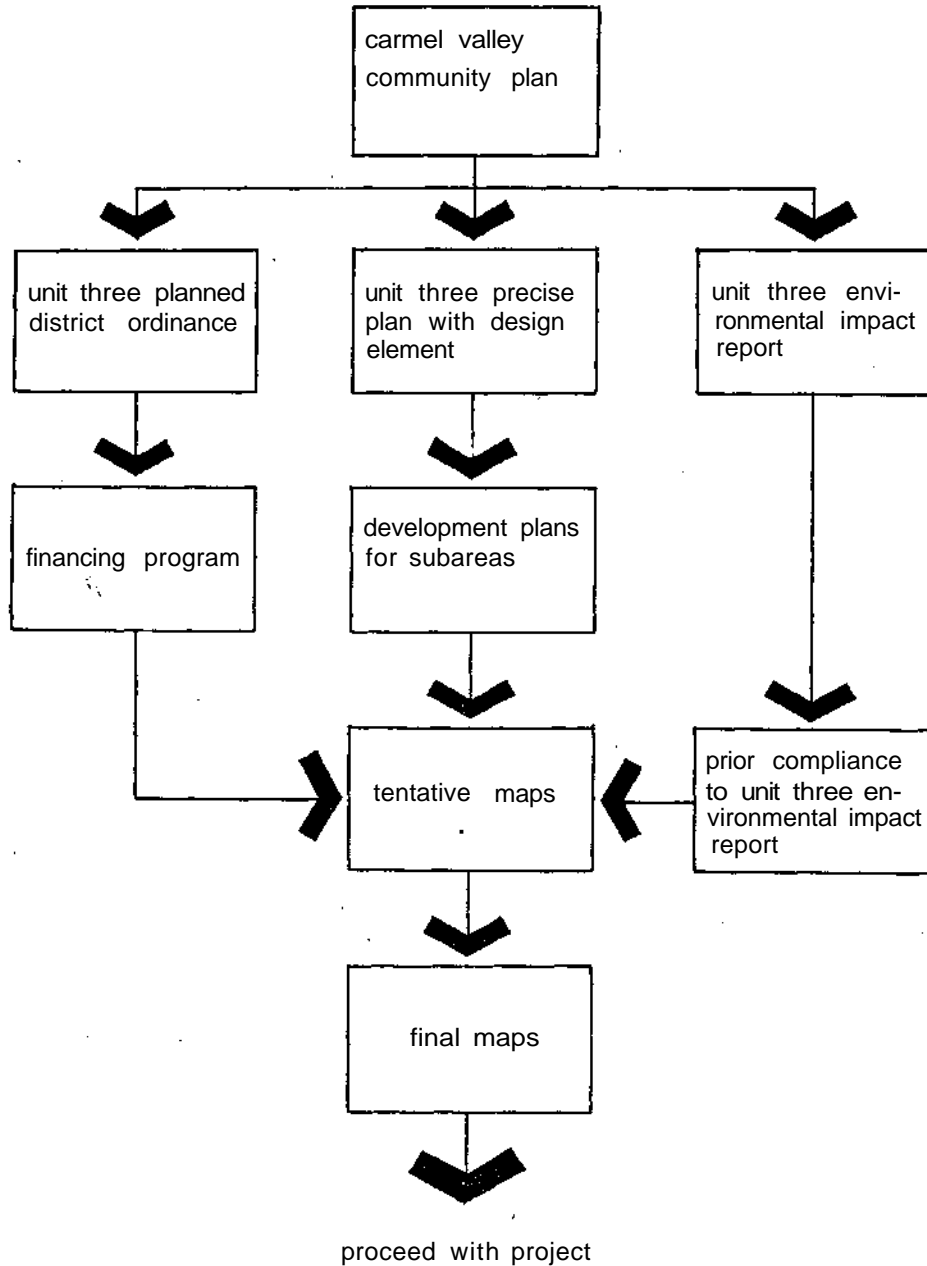 carmel valley
community plan
unit three planned
district ordinance
unit three precise
plan with design
element
unit three envi-
ronmental impact
report
financing program
development plans
for subareas
tentative maps
prior compliance
to unit three en-
vironmental impact
report
final maps
proceed with project